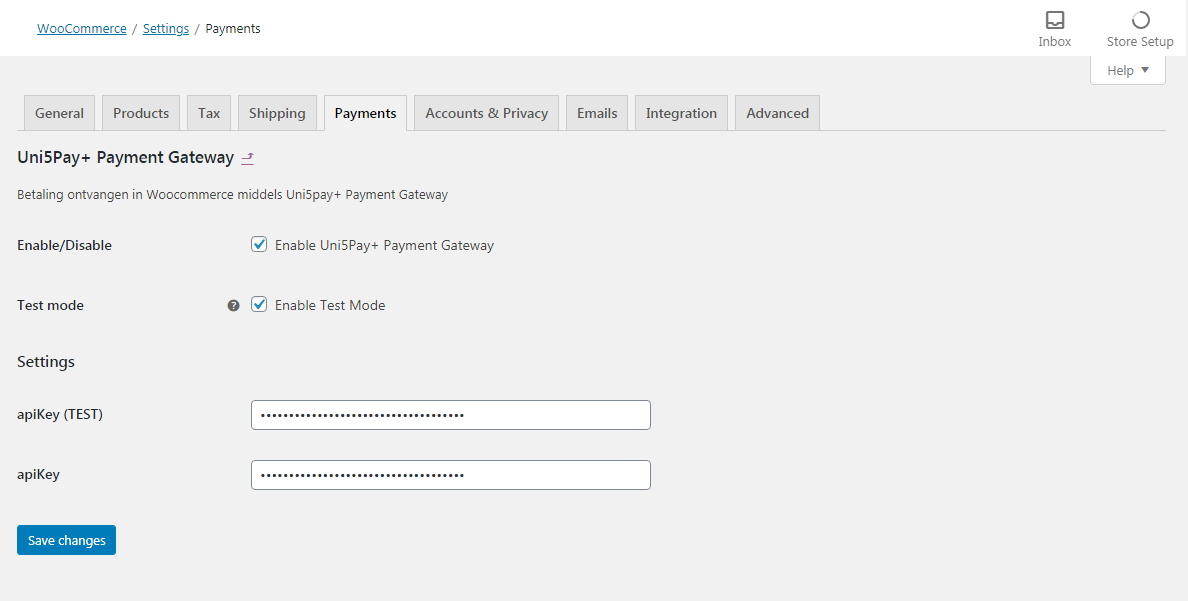 WooCommerce / Settings / Payments
Inbox
Store Setup
Help ▼
General
Products
Tax
Shipping
Payments
Accounts & Privacy
Emails
Integration
Advanced
Uni5Pay+ Payment Gateway
Betaling ontvangen in Woocommerce middels Uni5pay+ Payment Gateway
Enable/Disable
Enable Uni5Pay+ Payment Gateway
Test mode
?
Enable Test Mode
Settings
apiKey (TEST)
••••••••••••••••••••••••••••••••••••
apiKey
••••••••••••••••••••••••••••••••••••
Save changes